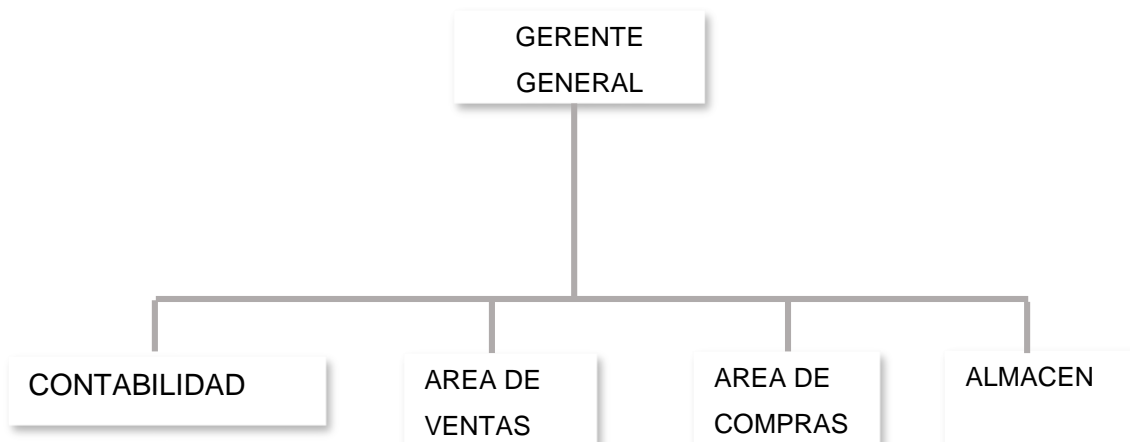 GERENTE
GENERAL
CONTABILIDAD
AREA DE
VENTAS
AREA DE
COMPRAS
ALMACEN